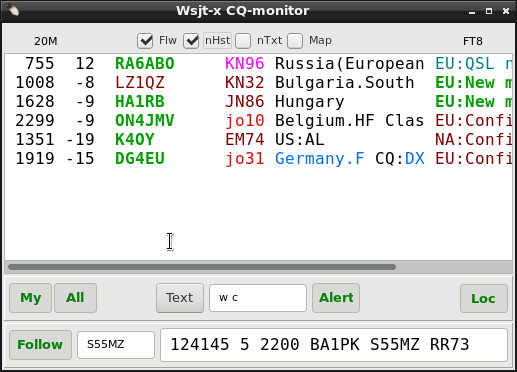 Wsjt-x CQ-monitor
20M Flw nHst nTxt Map FT8
755 12 RA6ABO KN96 Russia(European EU:QSL n
1008 -8 LZ1QZ KN32 Bulgaria.South EU:New m
1628 -9 HA1RB JN86 Hungary EU:New m
2299 -9 ON4JMV jo10 Belgium.HF Clas EU:Confi
1351 -19 K4OY EM74 US:AL NA:Confi
1919 -15 DG4EU jo31 Germany.F CQ:DX EU:Confi
My All Text w c Alert Loc
Follow S55MZ 124145 5 2200 BA1PK S55MZ RR73